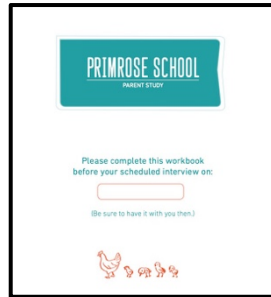 PRIMROSE SCHOOL
PARENT STUDY
Please complete this workbook
before your scheduled interview on:
(Be sure to have it with you then.)